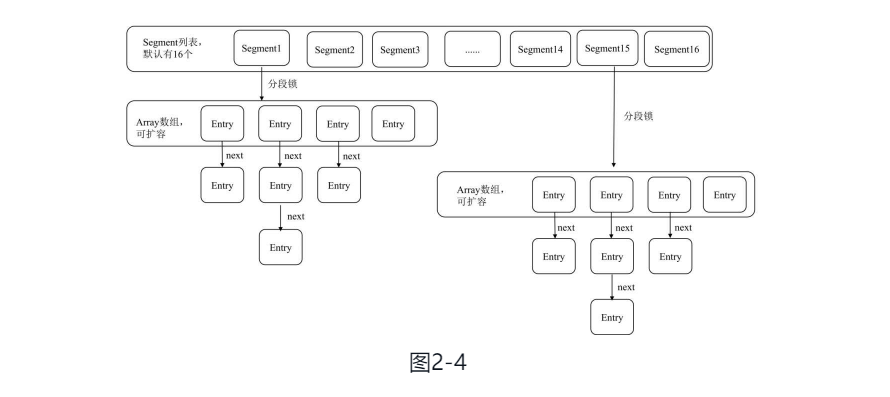 Segment列表，
默认有16个
Segment1
Segment2
Segment3
......
Segment14
Segment15
Segment16
分段锁
分段锁
Array数组，
可扩容
Entry
Entry
Entry
Entry
next
next
next
Entry
Entry
Entry
next
Entry
Array数组，
可扩容
Entry
Entry
Entry
Entry
next
next
next
Entry
Entry
Entry
next
Entry
图2-4